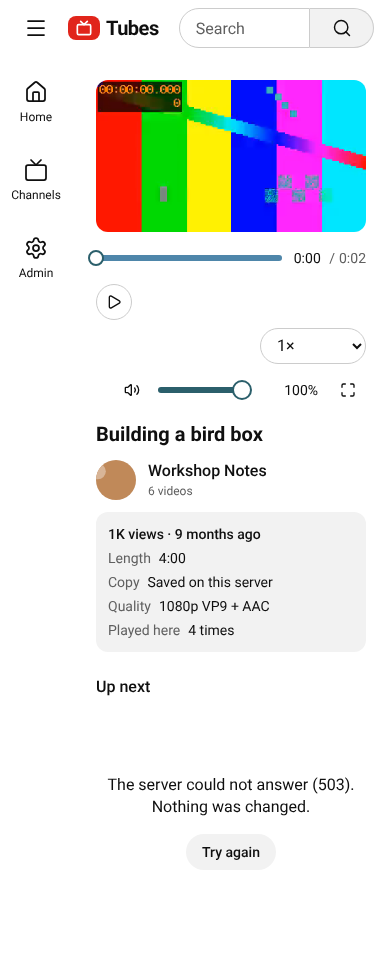 Tubes
Search
Home
Channels
Admin
00:00:00.000
0
0:00 / 0:02
1×
100%
Building a bird box
Workshop Notes
6 videos
1K views · 9 months ago
Length 4:00
Copy Saved on this server
Quality 1080p VP9 + AAC
Played here 4 times
Up next
The server could not answer (503).
Nothing was changed.
Try again